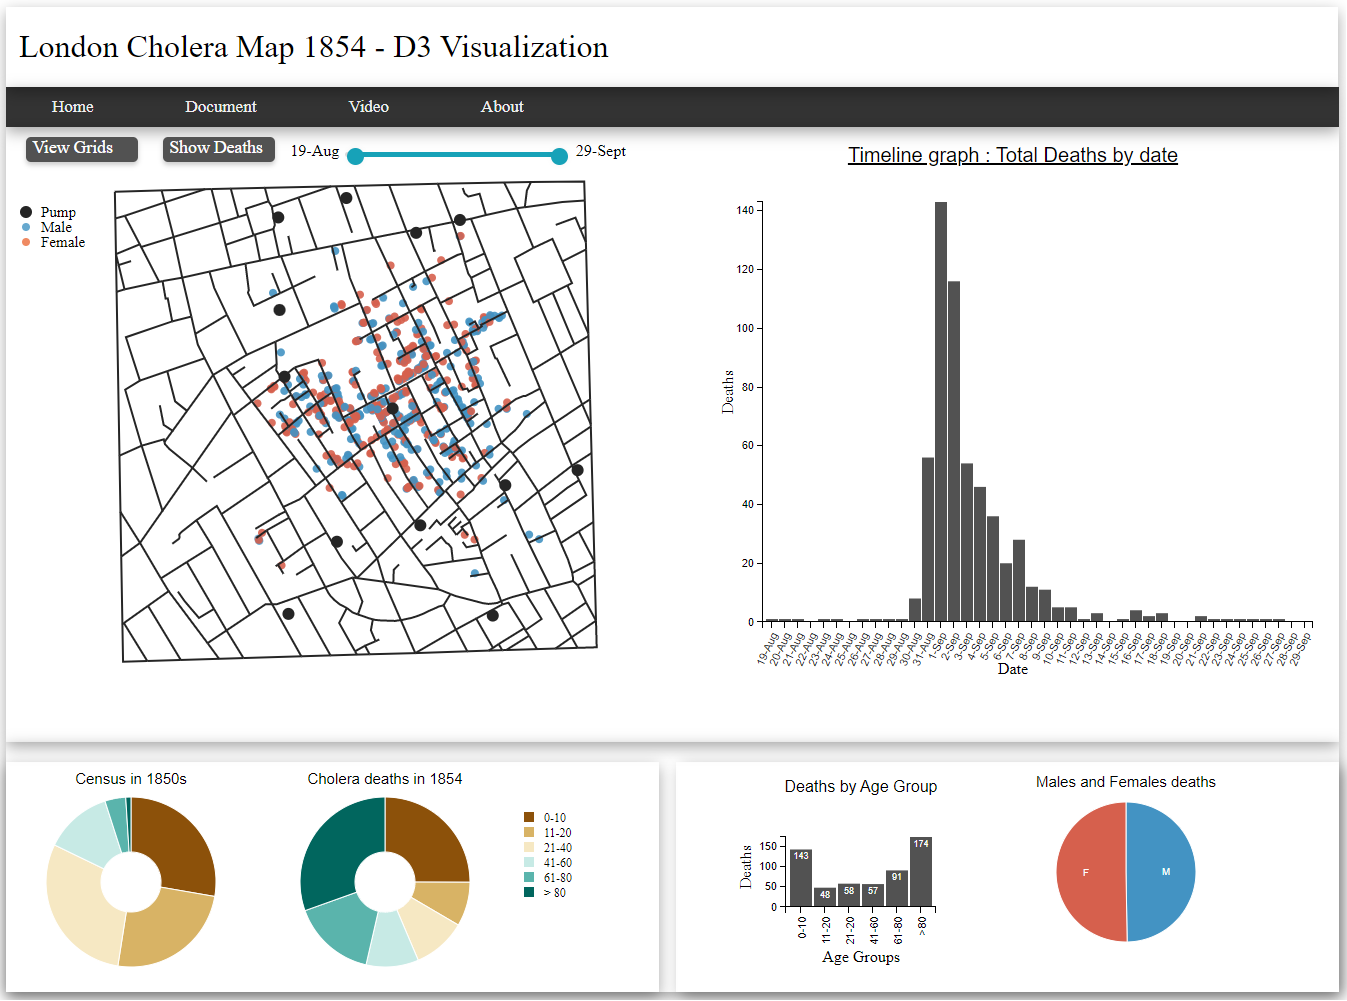 London Cholera Map 1854 - D3 Visualization
Home
Document
Video
About
View Grids
Show Deaths
19-Aug
29-Sept
Pump
Male
Female
Timeline graph : Total Deaths by date
Deaths
140
120
100
80
60
40
20
0
19-Aug
20-Aug
21-Aug
22-Aug
23-Aug
24-Aug
25-Aug
26-Aug
27-Aug
28-Aug
29-Aug
30-Aug
31-Aug
1-Sep
2-Sep
3-Sep
4-Sep
5-Sep
6-Sep
7-Sep
8-Sep
9-Sep
10-Sep
11-Sep
12-Sep
13-Sep
14-Sep
15-Sep
16-Sep
17-Sep
18-Sep
19-Sep
20-Sep
21-Sep
22-Sep
23-Sep
24-Sep
25-Sep
26-Sep
27-Sep
28-Sep
29-Sep
Date
Census in 1850s
Cholera deaths in 1854
0-10
11-20
21-40
41-60
61-80
> 80
Deaths by Age Group
Deaths
150
100
50
0
143
48
58
57
91
174
0-10
11-20
21-20
41-60
61-80
>80
Age Groups
Males and Females deaths
F
M